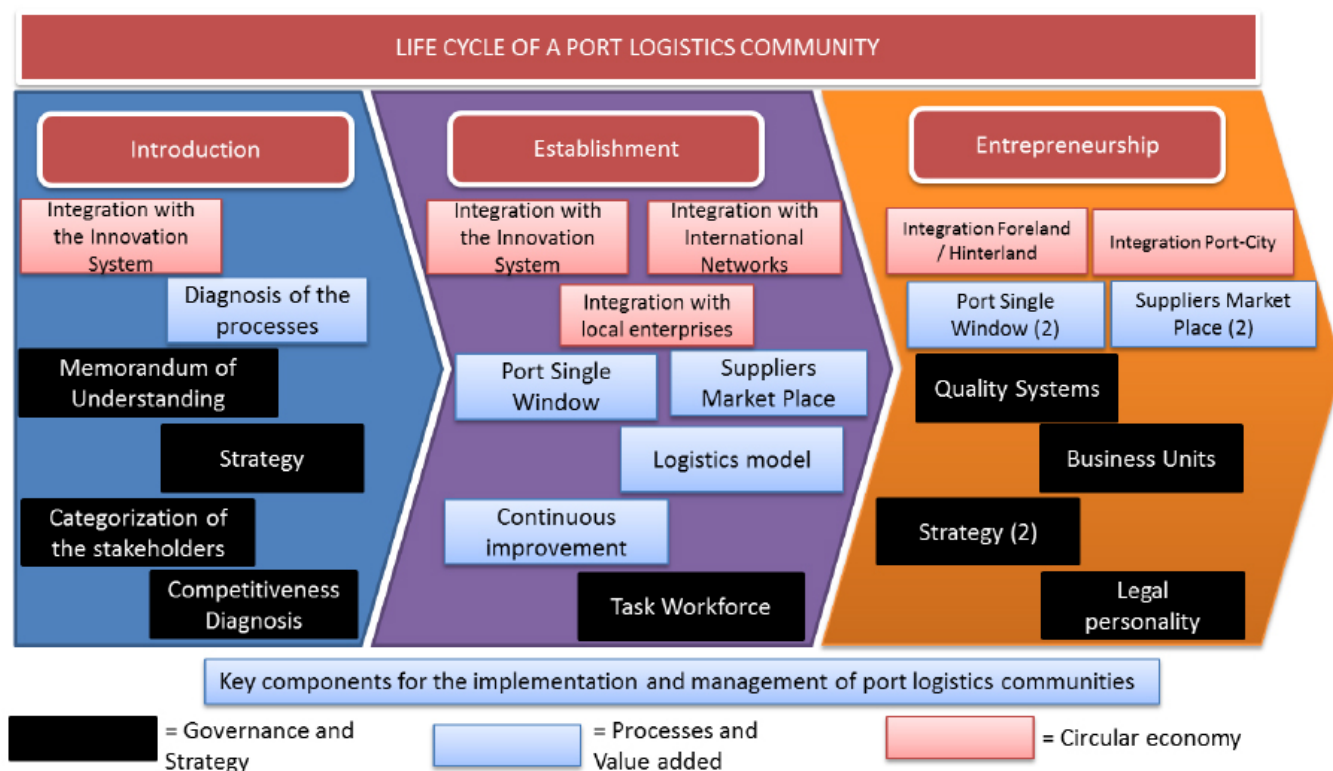 LIFE CYCLE OF A PORT LOGISTICS COMMUNITY
Introduction
Integration with
the Innovation
System
Diagnosis of the
processes
Memorandum of
Understanding
Strategy
Categorization of
the stakeholders
Competitiveness
Diagnosis
Establishment
Integration with
the Innovation
System
Integration with
International
Networks
Integration with
local enterprises
Port Single
Window
Suppliers
Market Place
Logistics model
Continuous
improvement
Task Workforce
Entrepreneurship
Integration Foreland
/ Hinterland
Integration Port-City
Port Single
Window (2)
Suppliers Market
Place (2)
Quality Systems
Business Units
Strategy (2)
Legal
personality
Key components for the implementation and management of port logistics communities
= Governance and
Strategy
= Processes and
Value added
= Circular economy